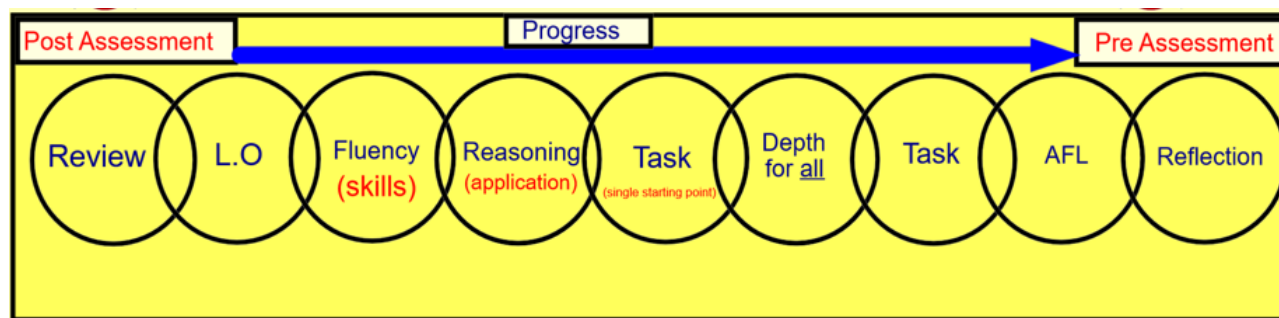 Post Assessment
Progress
Pre Assessment
Review
L.O
Fluency
(skills)
Reasoning
(application)
Task
(single starting point)
Depth
for all
Task
AFL
Reflection